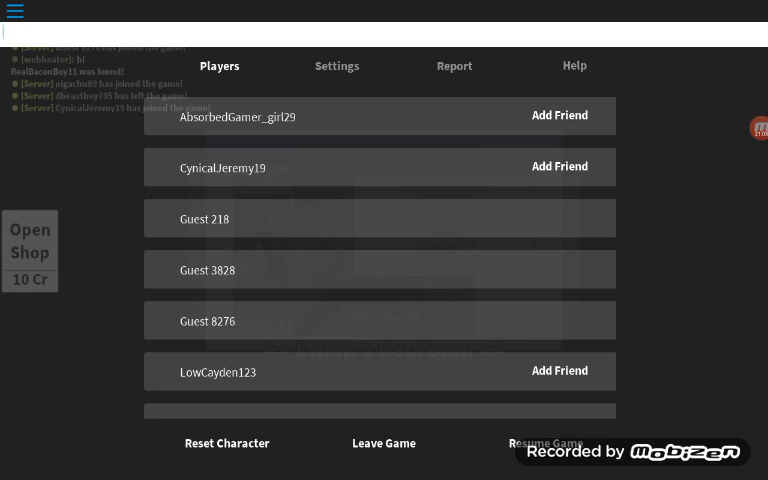 [Server] Guest 8276 has joined the game!
[webheater]: hi
RealBaconBoy11 was found!
[Server] nigachu89 has joined the game!
[Server] dbeastboy795 has left the game!
[Server] CynicalJeremy19 has joined the game!
Players Settings Report Help
AbsorbedGamer_girl29 Add Friend
CynicalJeremy19 Add Friend
Guest 218
Guest 3828
Guest 8276
LowCayden123 Add Friend
Open
Shop
10 Cr
21:05
Reset Character Leave Game Resume Game
Recorded by mobizen